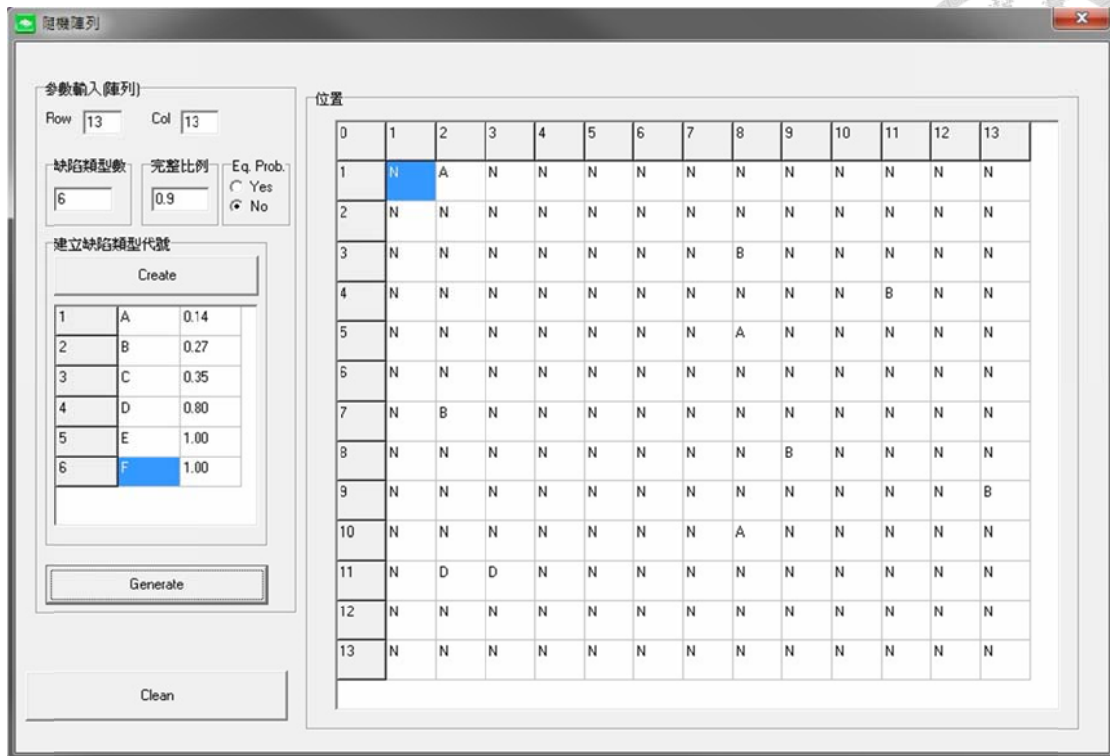 隨機陣列
參數輸入(陣列)
Row 13 Col 13
缺陷類型數 完整比例 Eq. Prob.
6 0.9 Yes
No
建立缺陷類型代號
Create
1 A 0.14
2 B 0.27
3 C 0.35
4 D 0.80
5 E 1.00
6 F 1.00
Generate
Clean
位置
0 1 2 3 4 5 6 7 8 9 10 11 12 13
1 N A N N N N N N N N N N N
2 N N N N N N N N N N N N N
3 N N N N N N N B N N N N N
4 N N N N N N N N N N B N N
5 N N N N N N N A N N N N N
6 N N N N N N N N N N N N N
7 N B N N N N N N N N N N N
8 N N N N N N N N B N N N N
9 N N N N N N N N N N N N B
10 N N N N N N N A N N N N N
11 N D D N N N N N N N N N N
12 N N N N N N N N N N N N N
13 N N N N N N N N N N N N N